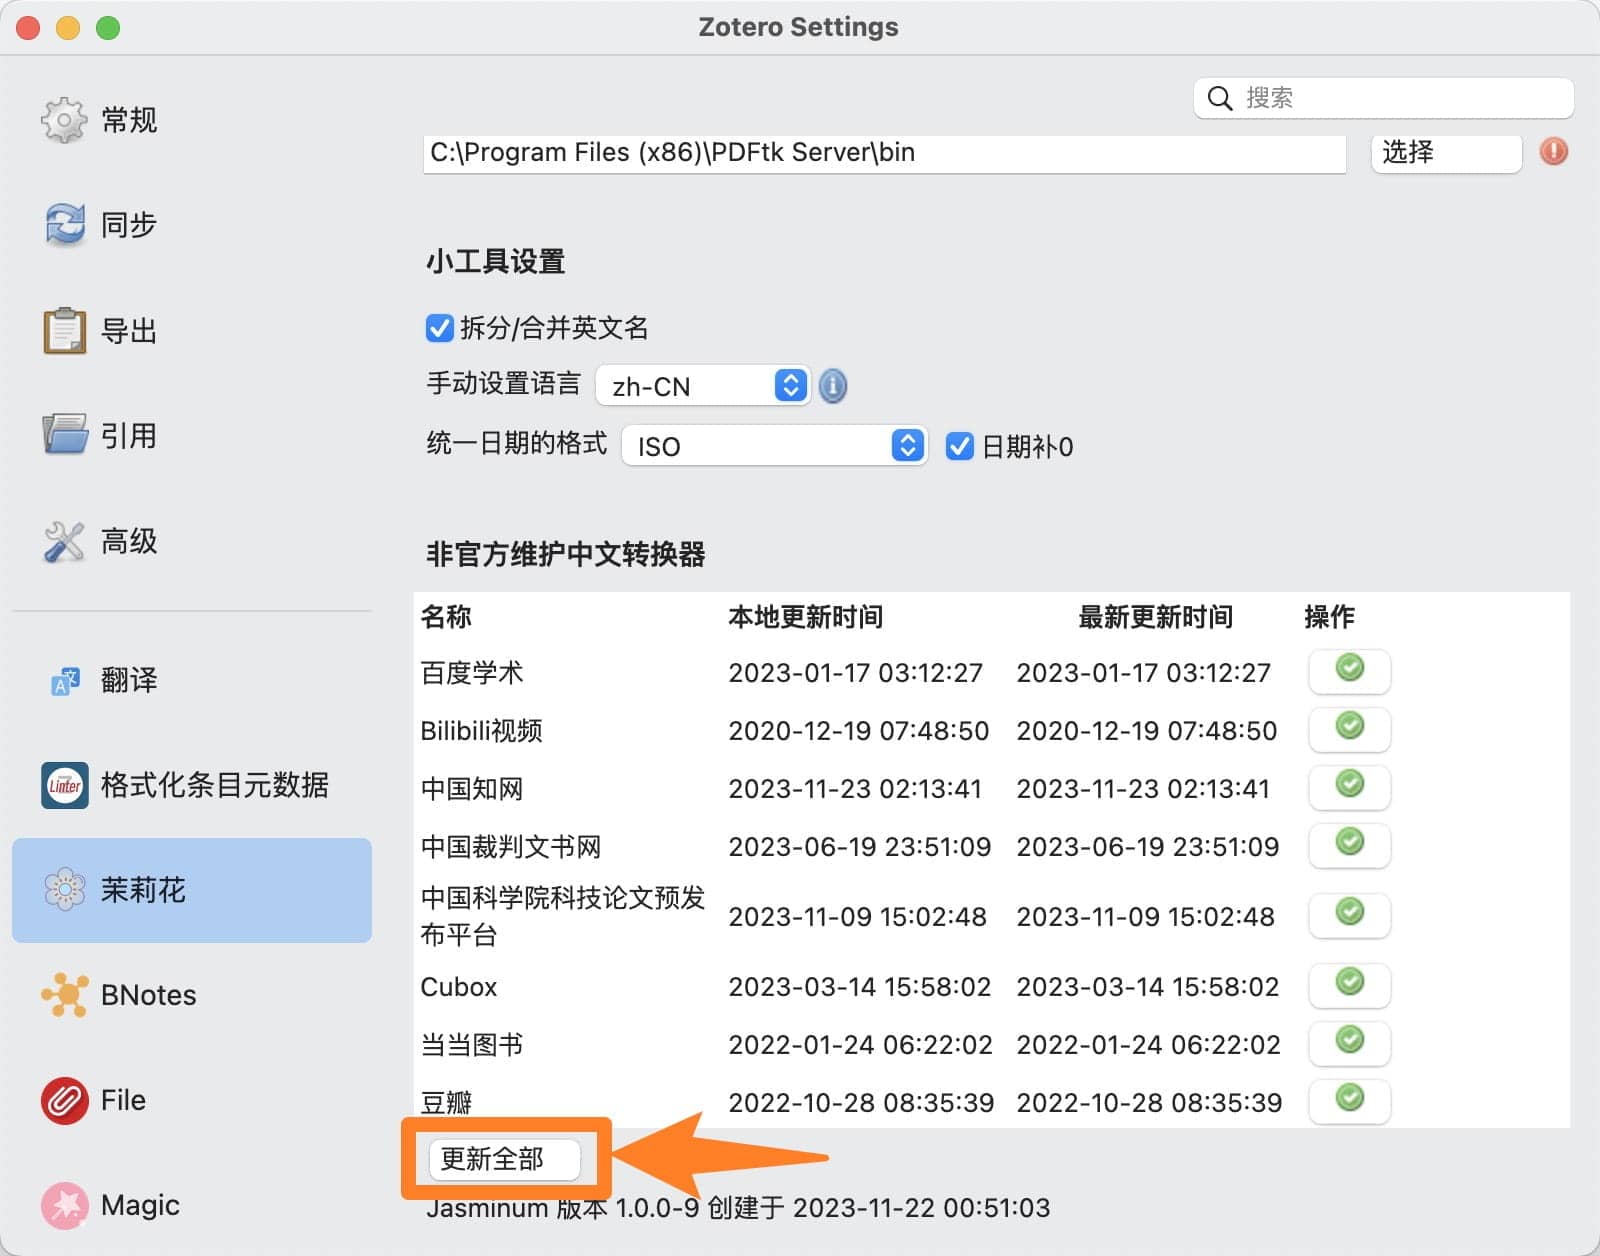 Zotero Settings
搜索
常规
同步
导出
引用
高级
翻译
Linter
格式化条目元数据
茉莉花
BNotes
File
Magic
C:\Program Files (x86)\PDFtk Server\bin
选择
小工具设置
拆分/合并英文名
手动设置语言 zh-CN
统一日期的格式 ISO 日期补0
非官方维护中文转换器
名称 本地更新时间 最新更新时间 操作
百度学术 2023-01-17 03:12:27 2023-01-17 03:12:27
Bilibili视频 2020-12-19 07:48:50 2020-12-19 07:48:50
中国知网 2023-11-23 02:13:41 2023-11-23 02:13:41
中国裁判文书网 2023-06-19 23:51:09 2023-06-19 23:51:09
中国科学院科技论文预发
布平台 2023-11-09 15:02:48 2023-11-09 15:02:48
Cubox 2023-03-14 15:58:02 2023-03-14 15:58:02
当当图书 2022-01-24 06:22:02 2022-01-24 06:22:02
豆瓣 2022-10-28 08:35:39 2022-10-28 08:35:39
更新全部
Jasminum 版本 1.0.0-9 创建于 2023-11-22 00:51:03